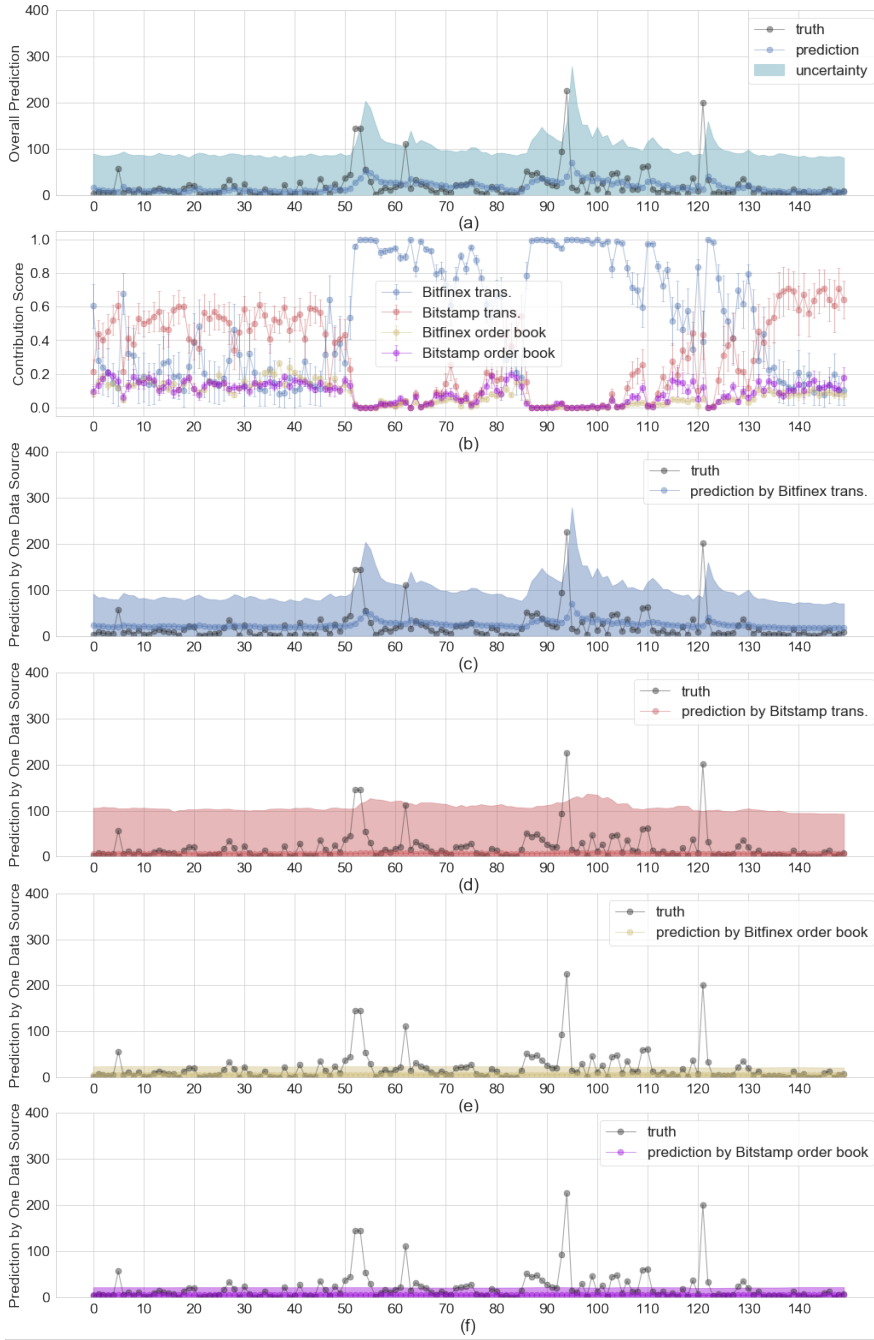 400
300
200
100
0
Overall Prediction
truth
prediction
uncertainty
0 10 20 30 40 50 60 70 80 90 100 110 120 130 140
(a)
1.0
0.8
0.6
0.4
0.2
0.0
Contribution Score
Bitfinex trans.
Bitstamp trans.
Bitfinex order book
Bitstamp order book
0 10 20 30 40 50 60 70 80 90 100 110 120 130 140
(b)
400
300
200
100
0
Prediction by One Data Source
truth
prediction by Bitfinex trans.
0 10 20 30 40 50 60 70 80 90 100 110 120 130 140
(c)
400
300
200
100
0
Prediction by One Data Source
truth
prediction by Bitstamp trans.
0 10 20 30 40 50 60 70 80 90 100 110 120 130 140
(d)
400
300
200
100
0
Prediction by One Data Source
truth
prediction by Bitfinex order book
0 10 20 30 40 50 60 70 80 90 100 110 120 130 140
(e)
400
300
200
100
0
Prediction by One Data Source
truth
prediction by Bitstamp order book
0 10 20 30 40 50 60 70 80 90 100 110 120 130 140
(f)